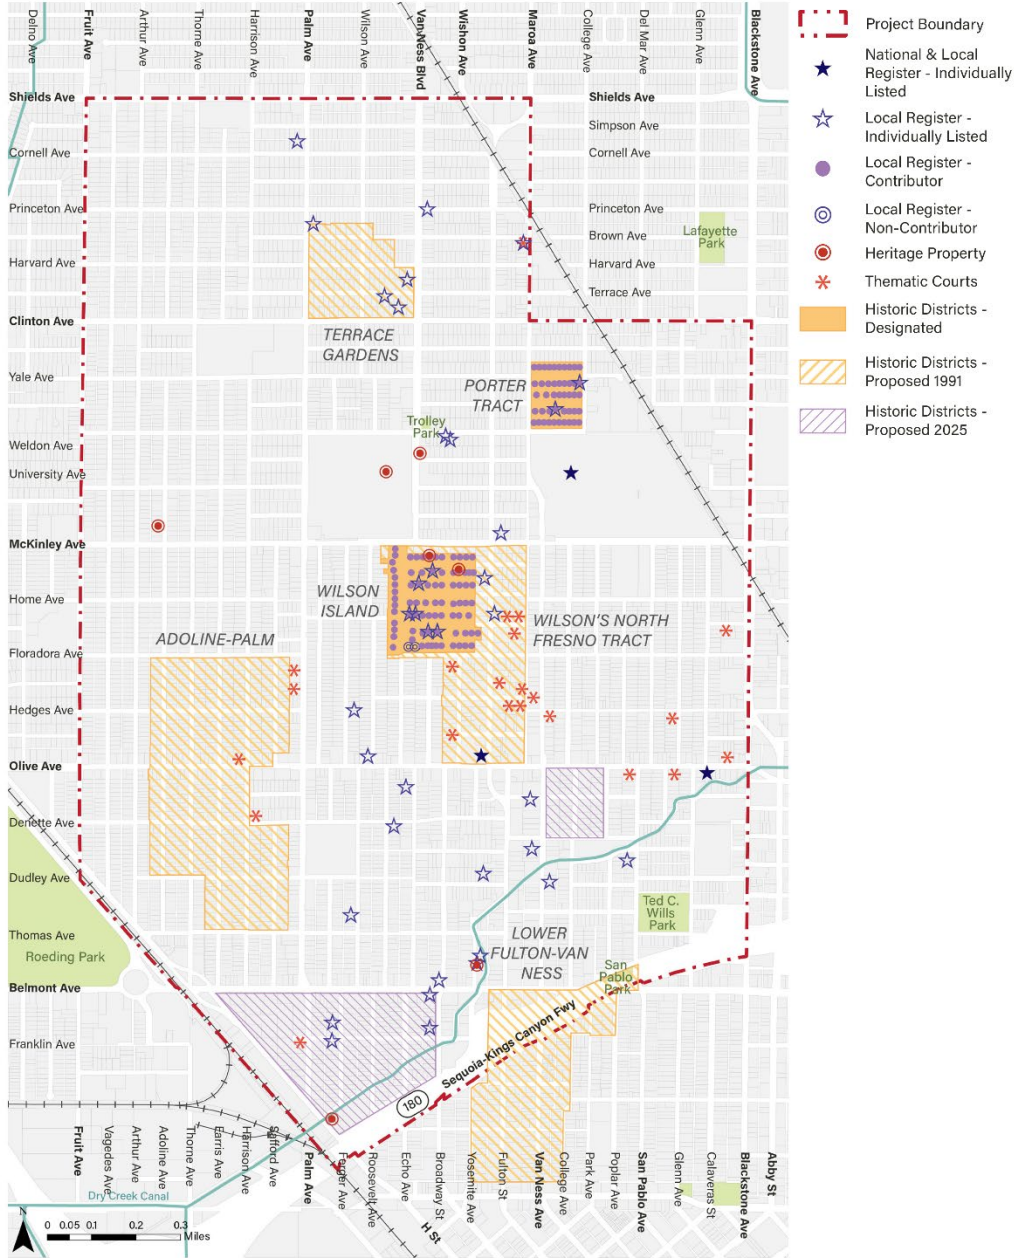 Delno Ave
Fruit Ave
Arthur Ave
Thorne Ave
Harrison Ave
Palm Ave
Wilson Ave
Van Ness Blvd
Wishon Ave
Maroa Ave
College Ave
Del Mar Ave
Glenn Ave
Blackstone Ave
Project Boundary
National & Local
Register - Individually
Listed
Local Register -
Individually Listed
Local Register -
Contributor
Local Register -
Non-Contributor
Heritage Property
Thematic Courts
Historic Districts -
Designated
Historic Districts -
Proposed 1991
Historic Districts -
Proposed 2025
Shields Ave
Shields Ave
Simpson Ave
Cornell Ave
Cornell Ave
Princeton Ave
Princeton Ave
Brown Ave
Lafayette
Park
Harvard Ave
Harvard Ave
Terrace Ave
Clinton Ave
TERRACE
GARDENS
Yale Ave
PORTER
TRACT
Trolley
Park
Weldon Ave
University Ave
McKinley Ave
WILSON
ISLAND
Home Ave
WILSON'S NORTH
FRESNO TRACT
ADOLINE-PALM
Floradora Ave
Hedges Ave
Olive Ave
Dennette Ave
Dudley Ave
Ted C.
Wills
Park
Thomas Ave
LOWER
FULTON-VAN
NESS
Roeding Park
San
Pablo
Park
Belmont Ave
Sequoia-Kings Canyon Fwy
Franklin Ave
180
Fruit Ave
Vagedes Ave
Arthur Ave
Adoline Ave
Thorne Ave
Farris Ave
Harrison Ave
Safford Ave
Palm Ave
Ferger Ave
Roosevelt Ave
Echo Ave
Broadway St
Yosemite Ave
Fulton St
Van Ness Ave
College Ave
Park Ave
Poplar Ave
San Pablo Ave
Glenn Ave
Calaveras St
Blackstone Ave
Abby St
Dry Creek Canal
H St
N
0 0.05 0.1 0.2 0.3
Miles